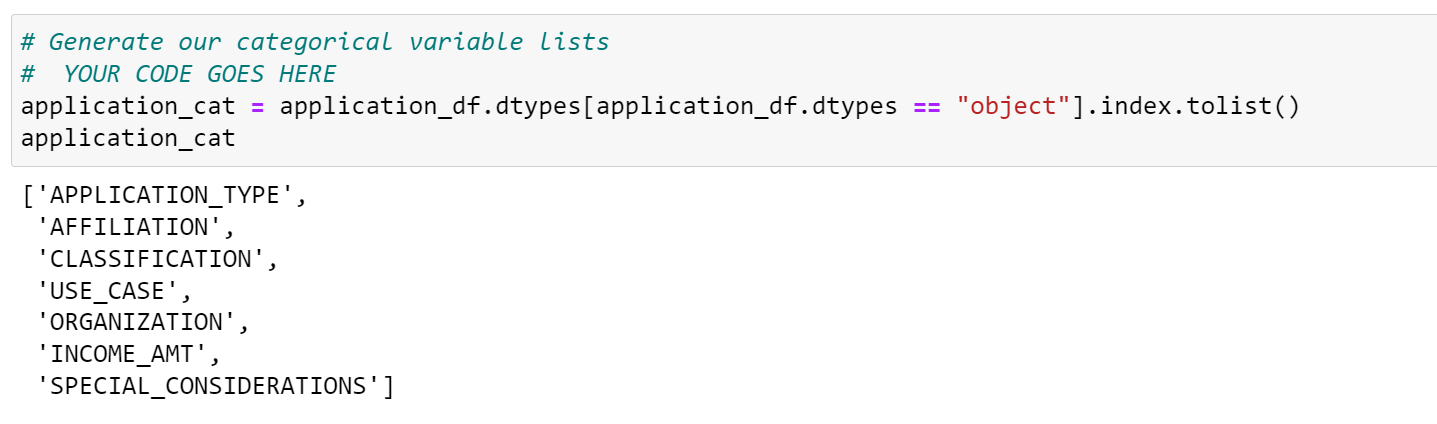 # Generate our categorical variable lists
#  YOUR CODE GOES HERE
application_cat = application_df.dtypes[application_df.dtypes == "object"].index.tolist()
application_cat
['APPLICATION_TYPE',
 'AFFILIATION',
 'CLASSIFICATION',
 'USE_CASE',
 'ORGANIZATION',
 'INCOME_AMT',
 'SPECIAL_CONSIDERATIONS']